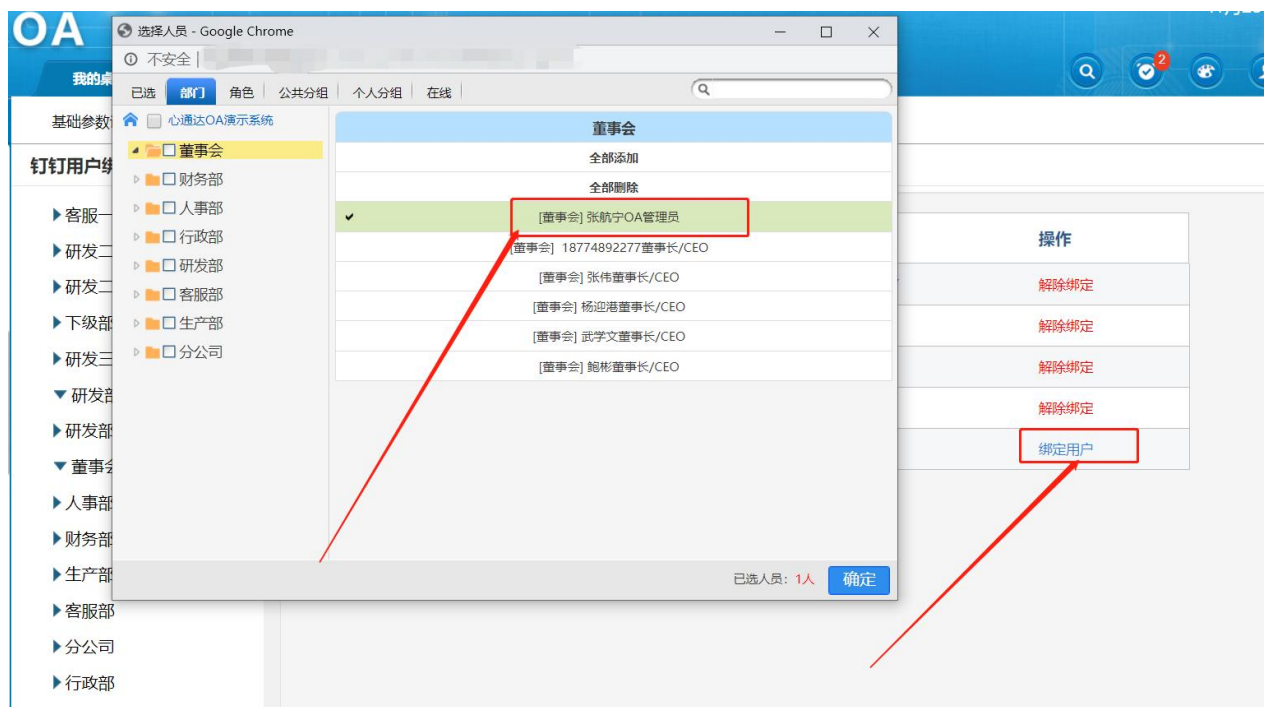 OA
选择人员 - Google Chrome
不安全
2
我的
已选 部门 角色 公共分组 个人分组 在线
基础参数
心通达OA演示系统
董事会
全部添加
全部删除
[董事会] 张航宁OA管理员
[董事会] 18774892277董事长/CEO
[董事会] 张伟董事长/CEO
[董事会] 杨迎港董事长/CEO
[董事会] 武学文董事长/CEO
[董事会] 鲍彬董事长/CEO
董事会
财务部
人事部
行政部
研发部
客服部
生产部
分公司
已选人员: 1人 确定
钉钉用户
客服一
研发二
研发二
下级部
研发三
研发部
研发部
董事会
人事部
财务部
生产部
客服部
分公司
行政部
操作
解除绑定
解除绑定
解除绑定
解除绑定
绑定用户